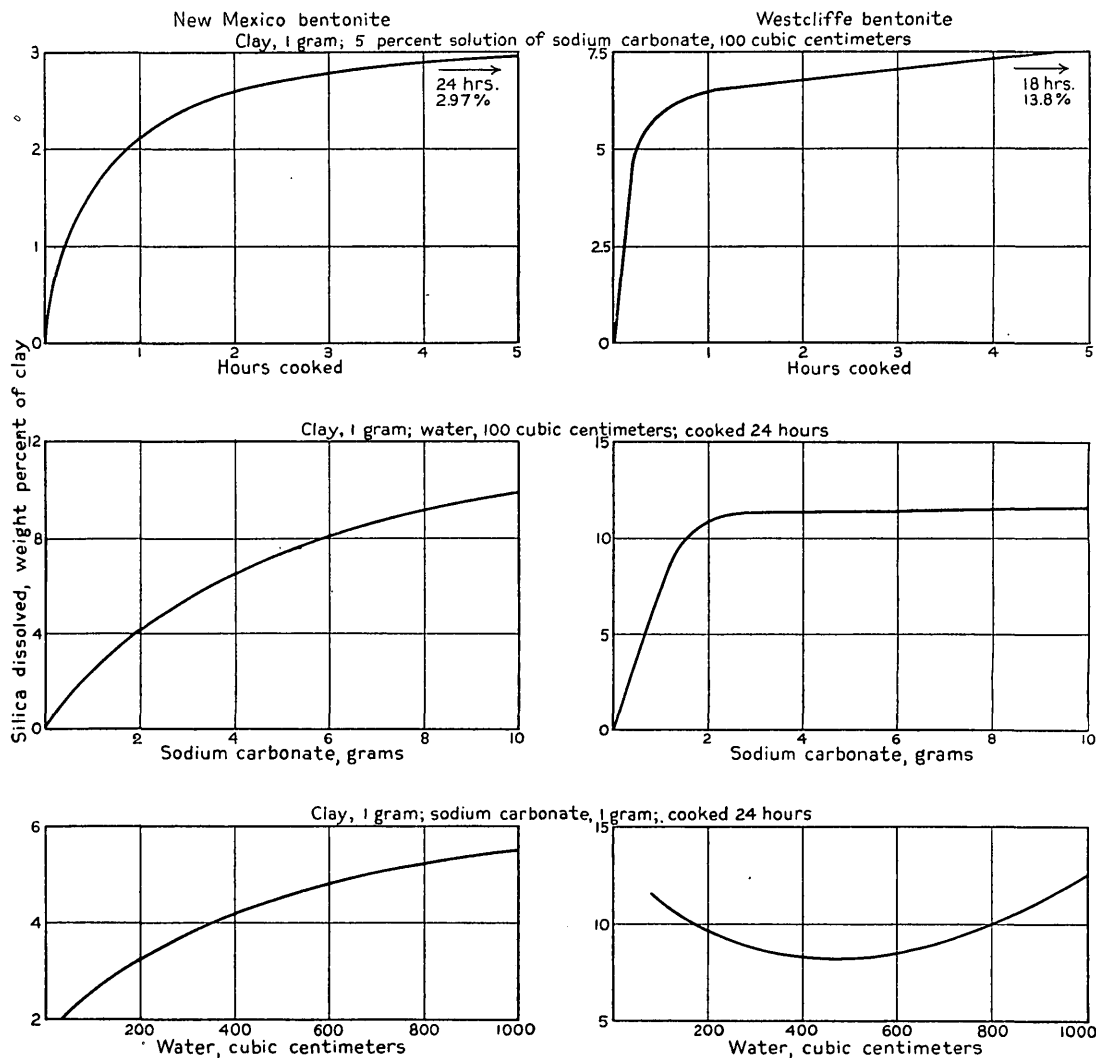 New Mexico bentonite
Westcliffe bentonite
Clay, 1 gram; 5 percent solution of sodium carbonate, 100 cubic centimeters
3
2
1
0
24 hrs.
2.97%
1 2 3 4 5
Hours cooked
7.5
5
2.5
0
18 hrs.
13.8%
1 2 3 4 5
Hours cooked
Silica dissolved, weight percent of clay
Clay, 1 gram; water, 100 cubic centimeters; cooked 24 hours
12
8
4
0
2 4 6 8 10
Sodium carbonate, grams
15
10
5
0
2 4 6 8 10
Sodium carbonate, grams
Clay, 1 gram; sodium carbonate, 1 gram; cooked 24 hours
6
4
2
200 400 600 800 1000
Water, cubic centimeters
15
10
5
200 400 600 800 1000
Water, cubic centimeters